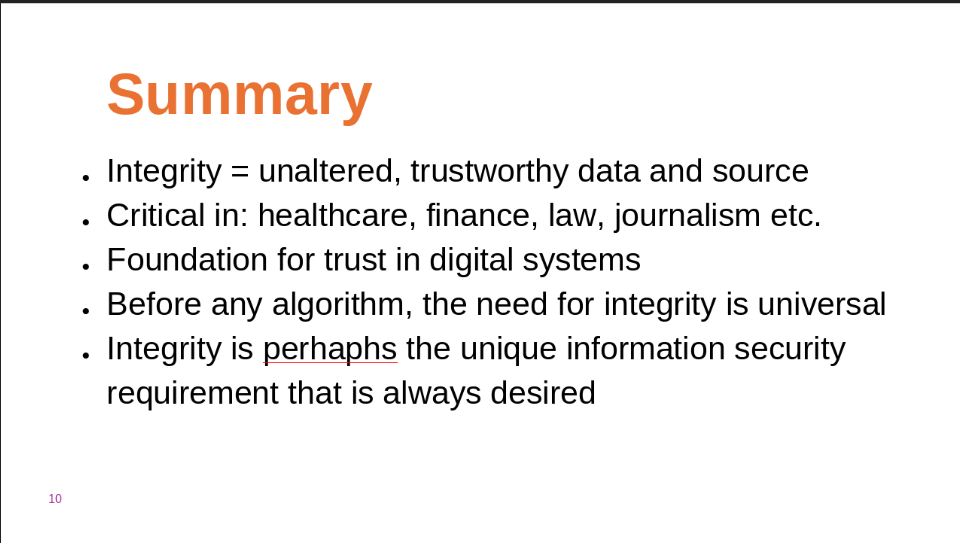 Summary
• Integrity = unaltered, trustworthy data and source
• Critical in: healthcare, finance, law, journalism etc.
• Foundation for trust in digital systems
• Before any algorithm, the need for integrity is universal
• Integrity is perhaphs the unique information security
requirement that is always desired
10